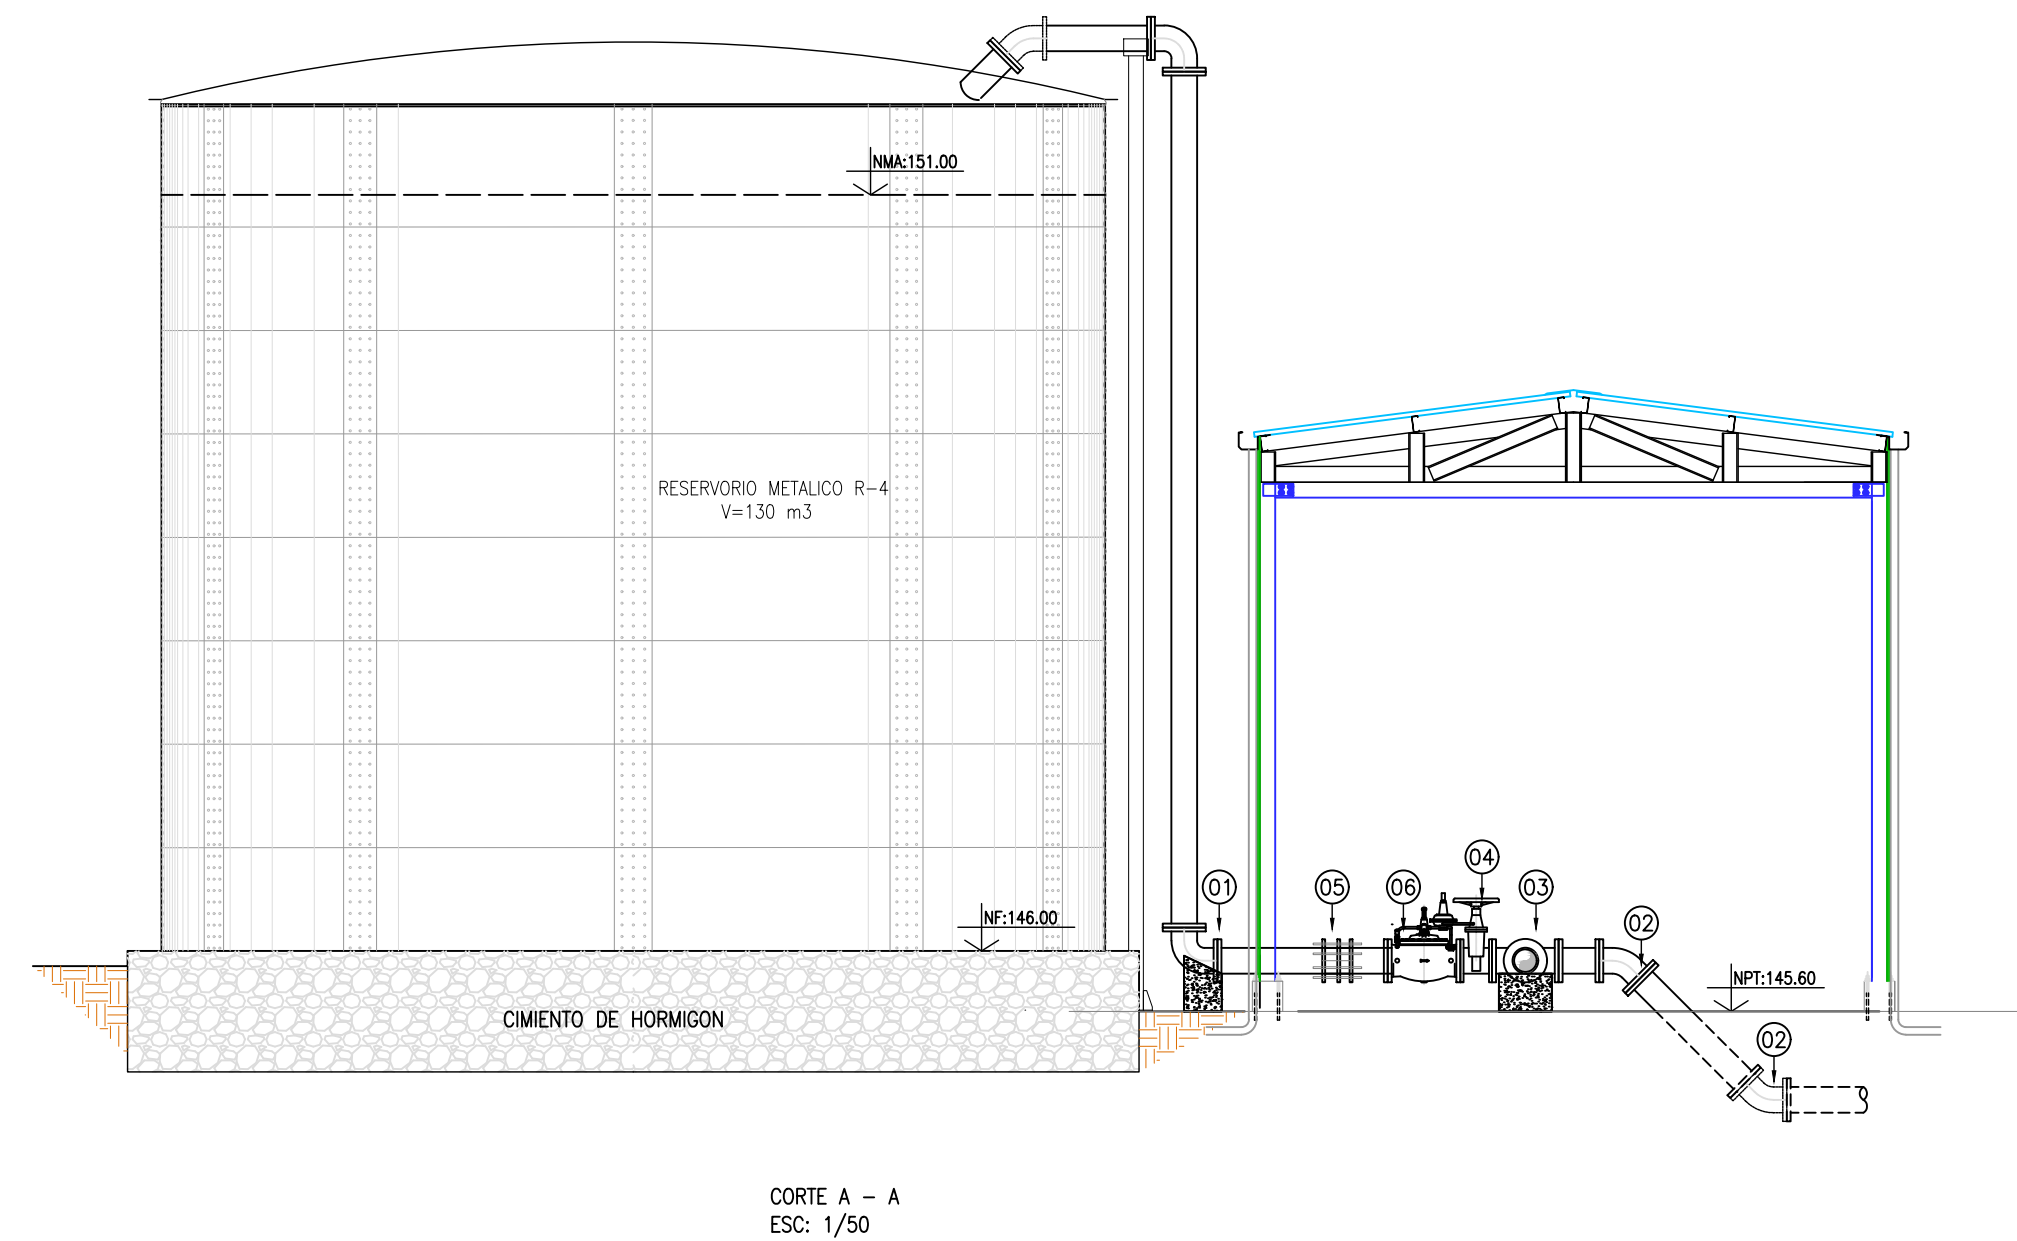 NMA:151.00
RESERVORIO METALICO R-4
V=130 m3
04
01
05
06
03
02
NF:146.00
NPT:145.60
CIMIENTO DE HORMIGON
02
CORTE A - A
ESC: 1/50